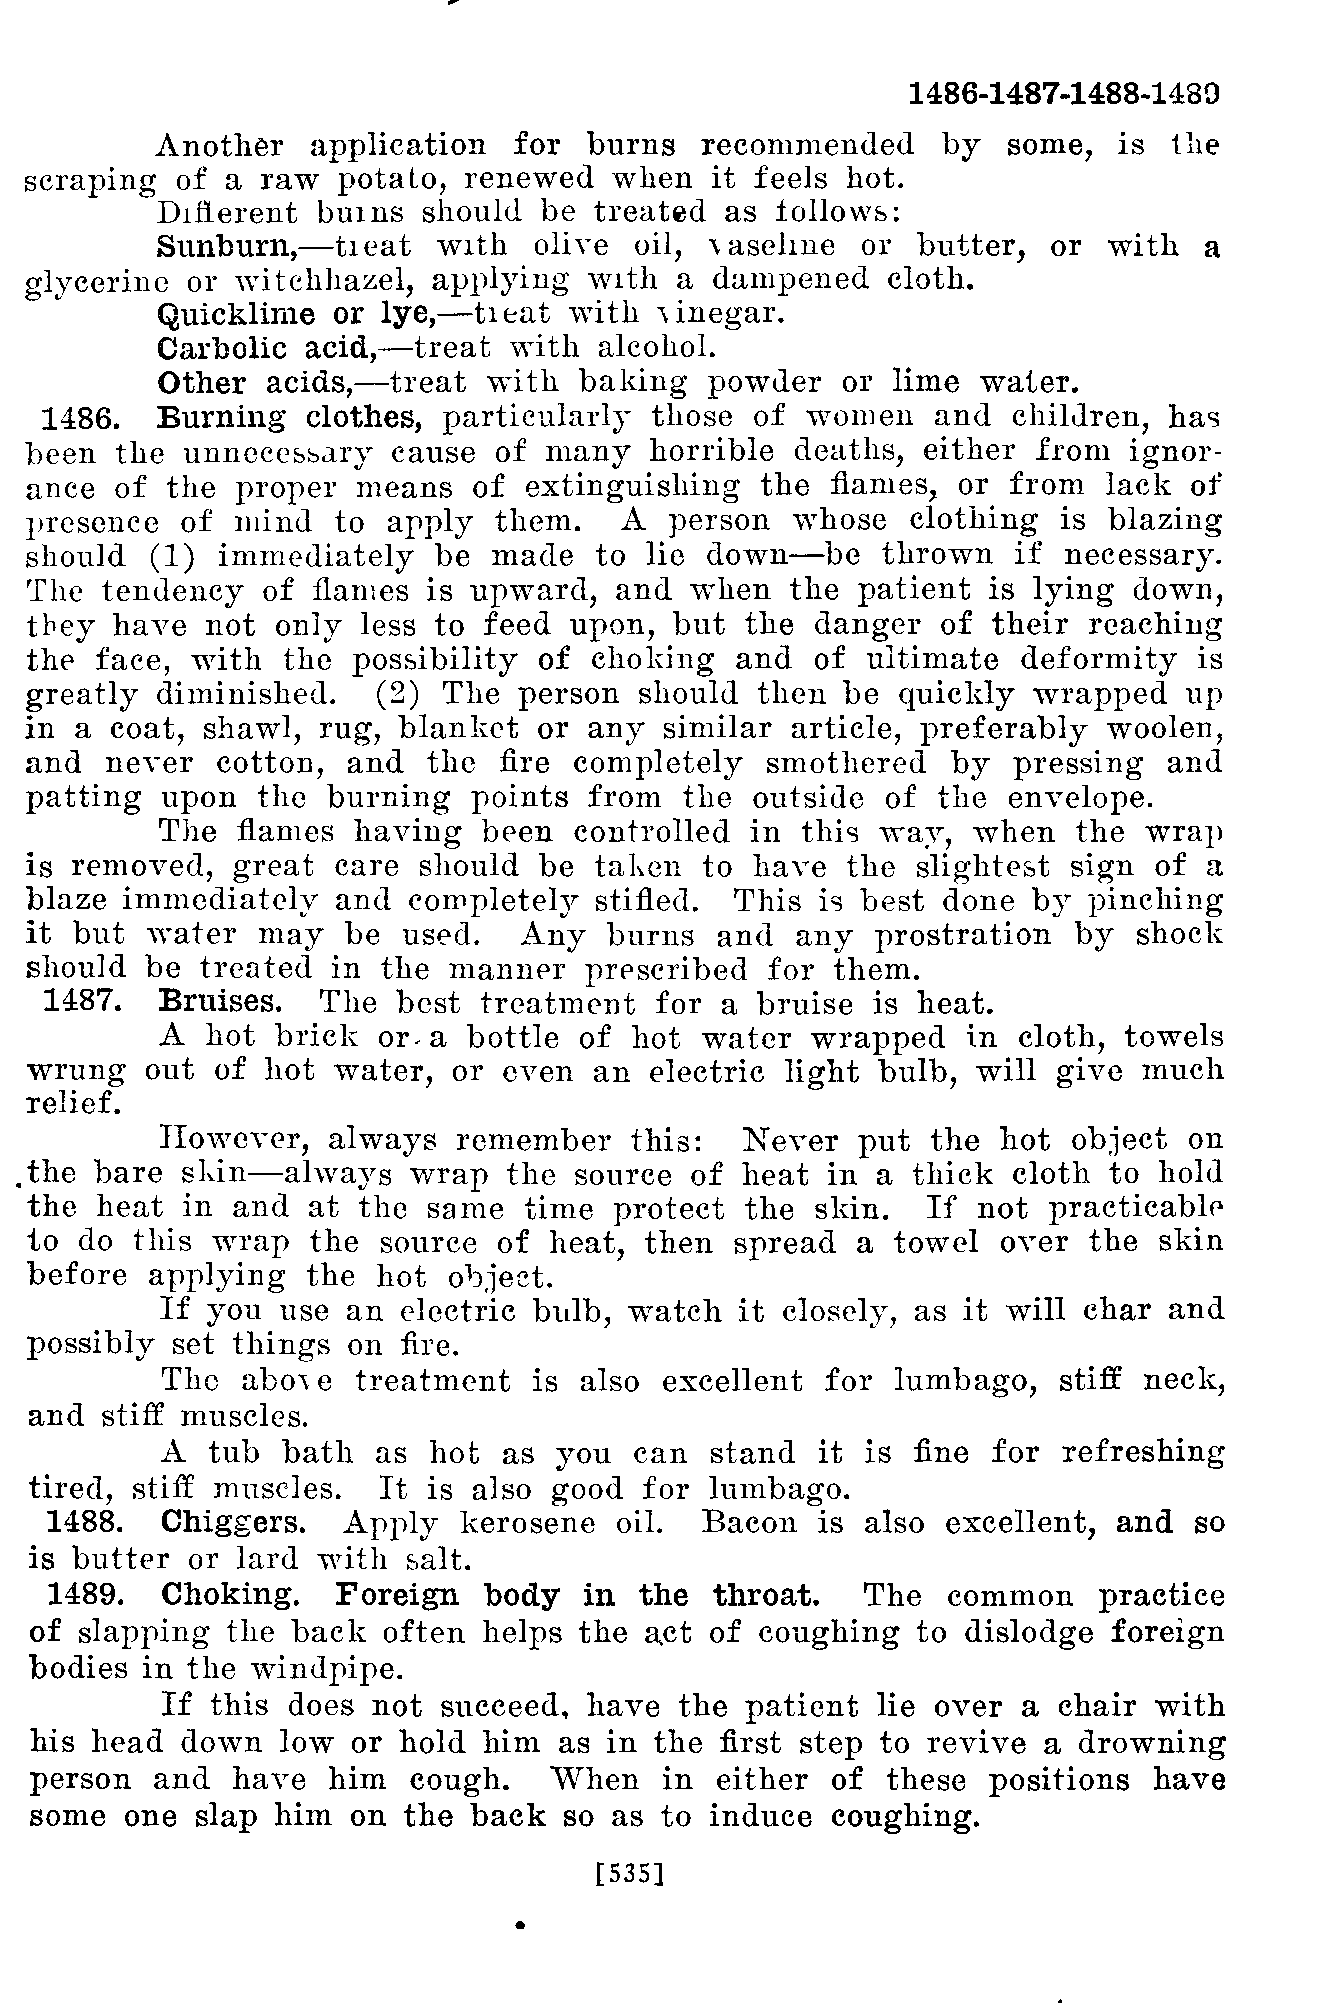 1486-1487-1488-1489
Another application for burns recommended by some, is the
scraping of a raw potato, renewed when it feels hot.
Different burns should be treated as follows:
Sunburn,—treat with olive oil, vaseline or butter, or with a
glycerine or witchhazel, applying with a dampened cloth.
Quicklime or lye,—treat with vinegar.
Carbolic acid,—treat with alcohol.
Other acids,—treat with baking powder or lime water.
1486. Burning clothes, particularly those of women and children, has
been the unnecessary cause of many horrible deaths, either from ignor-
ance of the proper means of extinguishing the flames, or from lack of
presence of mind to apply them. A person whose clothing is blazing
should (1) immediately be made to lie down—be thrown if necessary.
The tendency of flames is upward, and when the patient is lying down,
they have not only less to feed upon, but the danger of their reaching
the face, with the possibility of choking and of ultimate deformity is
greatly diminished. (2) The person should then be quickly wrapped up
in a coat, shawl, rug, blanket or any similar article, preferably woolen,
and never cotton, and the fire completely smothered by pressing and
patting upon the burning points from the outside of the envelope.
The flames having been controlled in this way, when the wrap
is removed, great care should be taken to have the slightest sign of a
blaze immediately and completely stifled. This is best done by pinching
it but water may be used. Any burns and any prostration by shock
should be treated in the manner prescribed for them.
1487. Bruises. The best treatment for a bruise is heat.
A hot brick or a bottle of hot water wrapped in cloth, towels
wrung out of hot water, or even an electric light bulb, will give much
relief.
However, always remember this: Never put the hot object on
the bare skin—always wrap the source of heat in a thick cloth to hold
the heat in and at the same time protect the skin. If not practicable
to do this wrap the source of heat, then spread a towel over the skin
before applying the hot object.
If you use an electric bulb, watch it closely, as it will char and
possibly set things on fire.
The above treatment is also excellent for lumbago, stiff neck,
and stiff muscles.
A tub bath as hot as you can stand it is fine for refreshing
tired, stiff muscles. It is also good for lumbago.
1488. Chiggers. Apply kerosene oil. Bacon is also excellent, and so
is butter or lard with salt.
1489. Choking. Foreign body in the throat. The common practice
of slapping the back often helps the act of coughing to dislodge foreign
bodies in the windpipe.
If this does not succeed, have the patient lie over a chair with
his head down low or hold him as in the first step to revive a drowning
person and have him cough. When in either of these positions have
some one slap him on the back so as to induce coughing.
[535]